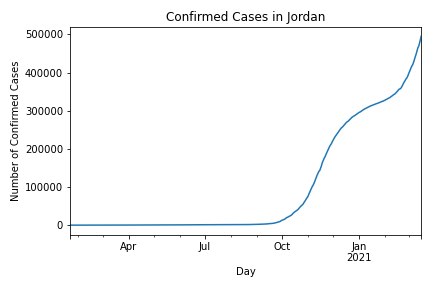 Confirmed Cases in Jordan
500000
400000
300000
200000
100000
0
Number of Confirmed Cases
Apr
Jul
Oct
Jan
2021
Day